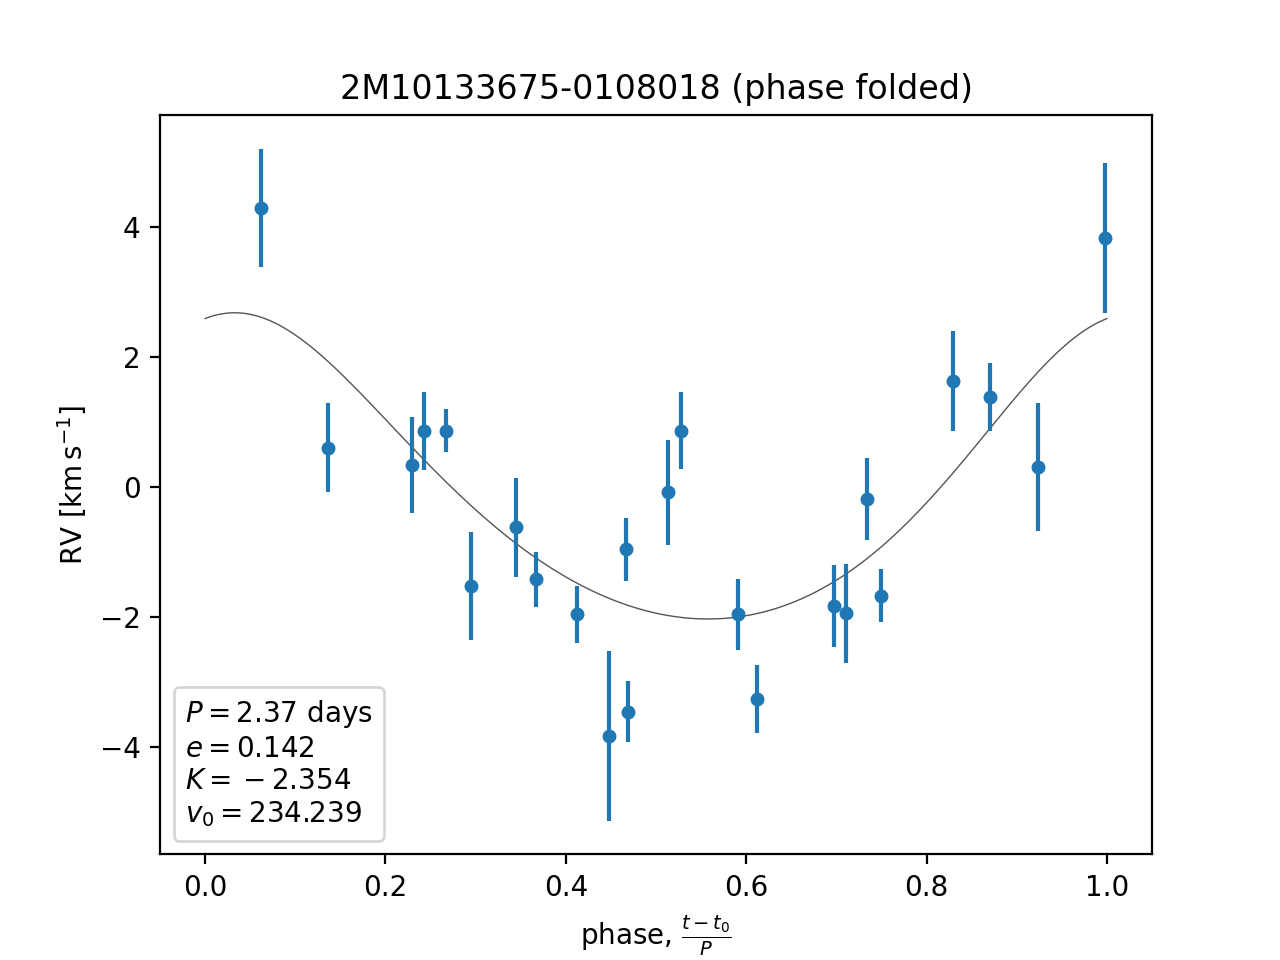 2M10133675-0108018 (phase folded)
RV [km s⁻¹]
4
2
0
−2
−4
P = 2.37 days
e = 0.142
K = −2.354
v₀ = 234.239
0.0 0.2 0.4 0.6 0.8 1.0
phase, (t−t₀)/P